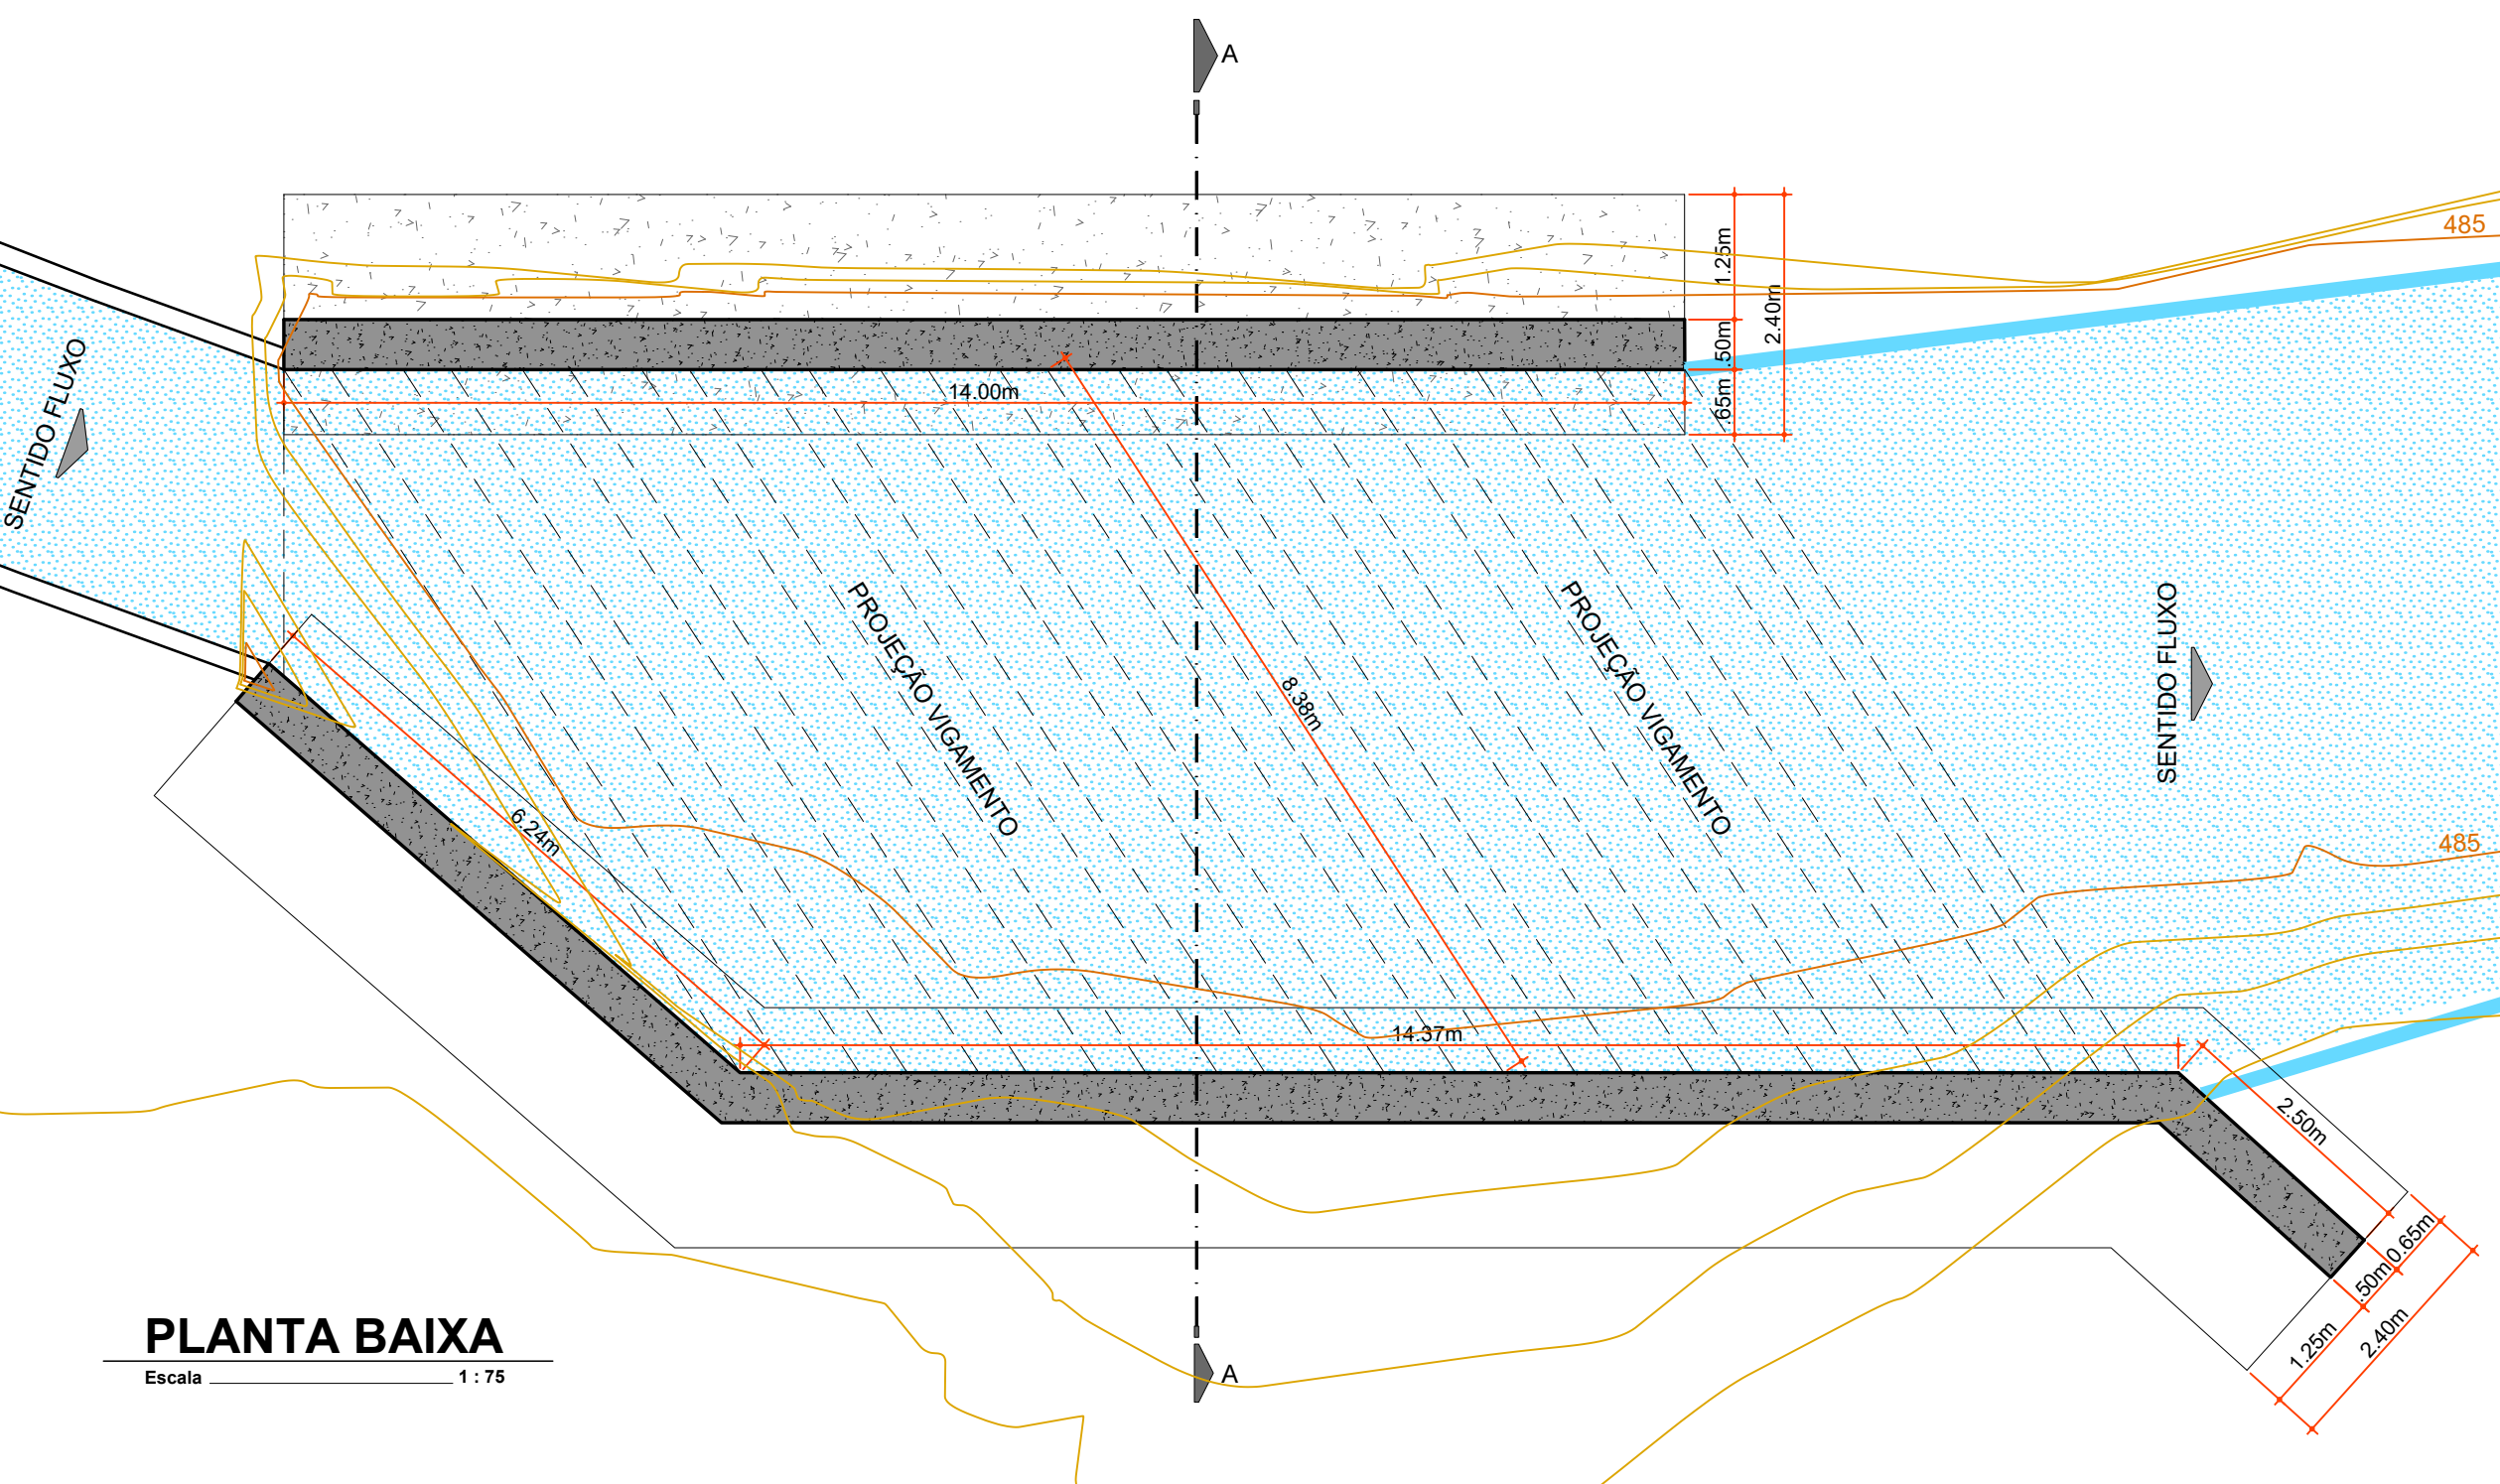 A
485
1.25m
2.40m
.50m
.65m
14.00m
SENTIDO FLUXO
PROJEÇÃO VIGAMENTO
PROJEÇÃO VIGAMENTO
8.38m
SENTIDO FLUXO
6.24m
485
14.37m
2.50m
0.65m
.50m
1.25m
2.40m
PLANTA BAIXA
Escala 1 : 75
A